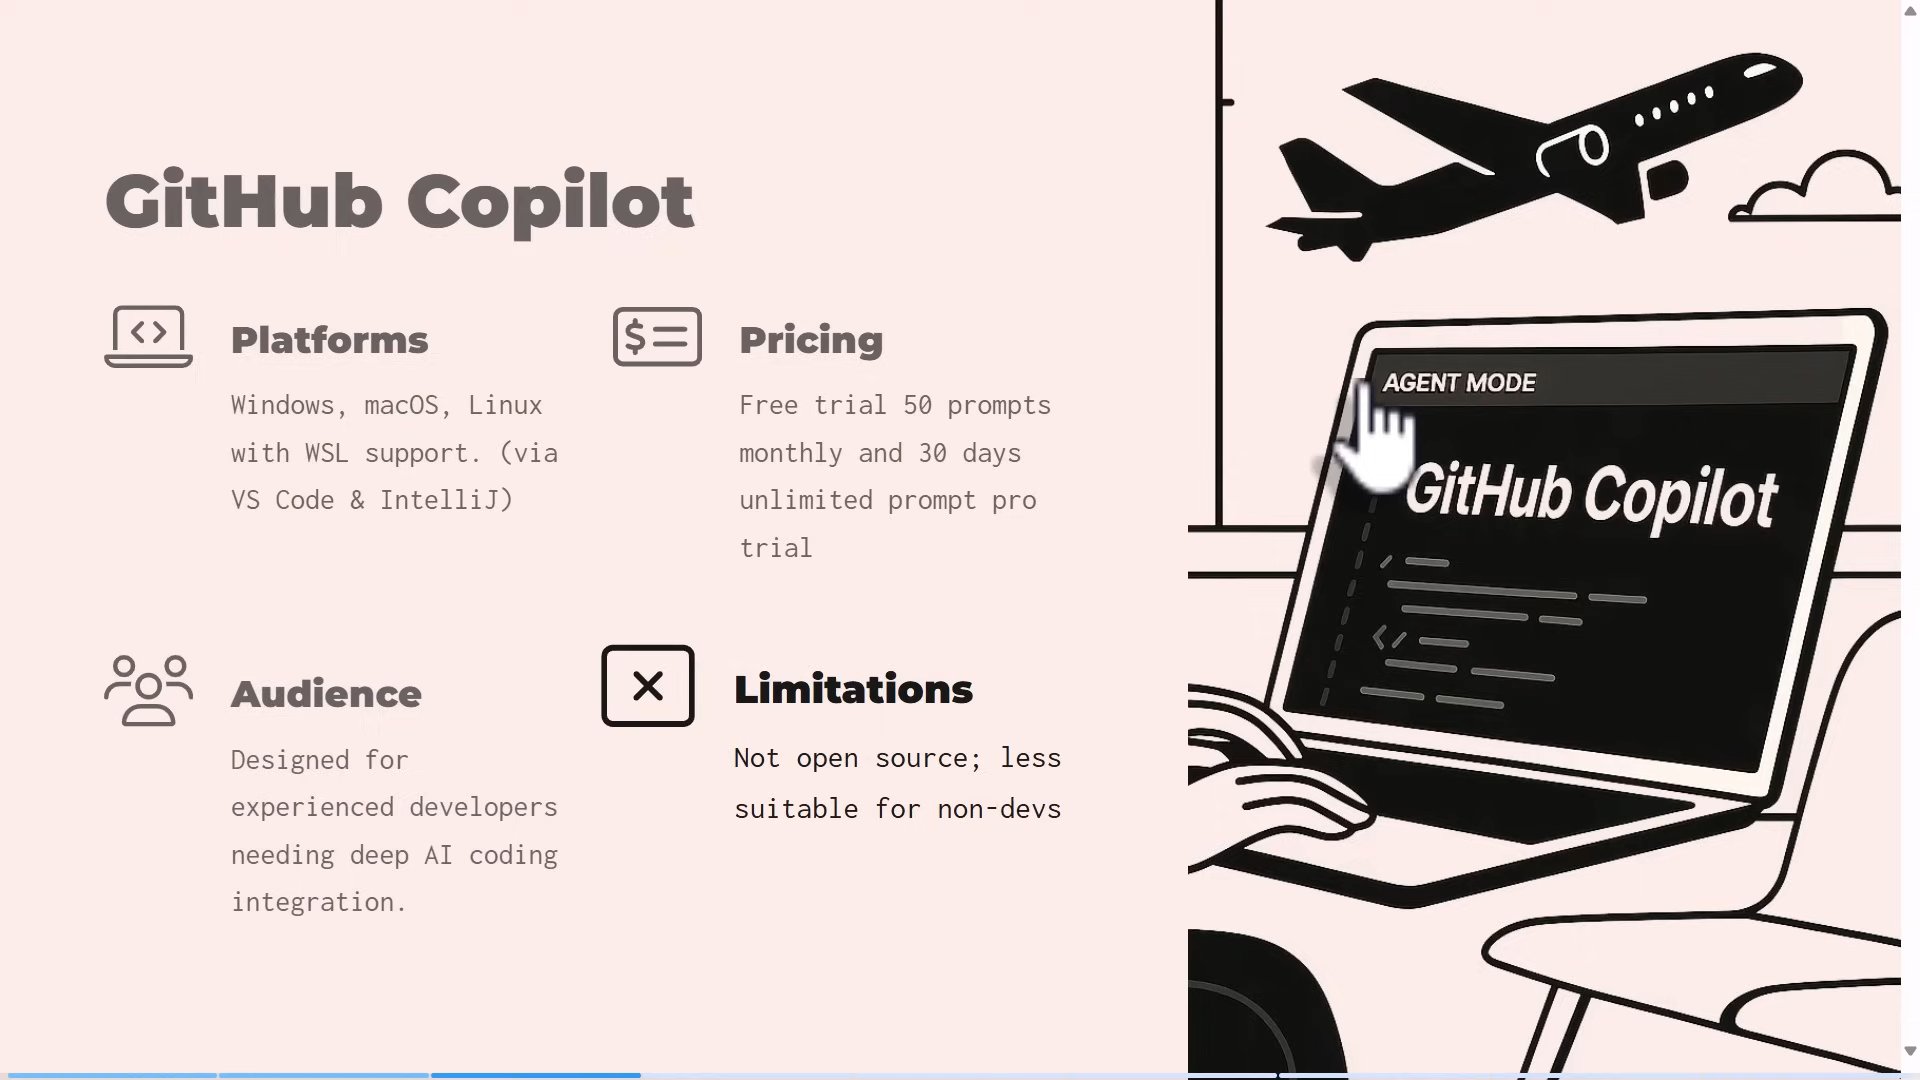 GitHub Copilot
Platforms
Windows, macOS, Linux
with WSL support. (via
VS Code & IntelliJ)
Pricing
Free trial 50 prompts
monthly and 30 days
unlimited prompt pro
trial
Audience
Designed for
experienced developers
needing deep AI coding
integration.
Limitations
Not open source; less
suitable for non-devs
AGENT MODE
GitHub Copilot